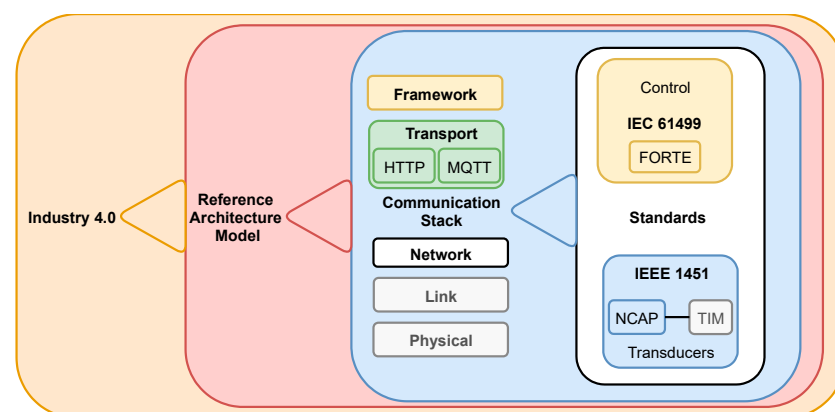 Industry 4.0
Reference
Architecture
Model
Framework
Transport
HTTP MQTT
Communication
Stack
Network
Link
Physical
Control
IEC 61499
FORTE
Standards
IEEE 1451
NCAP TIM
Transducers